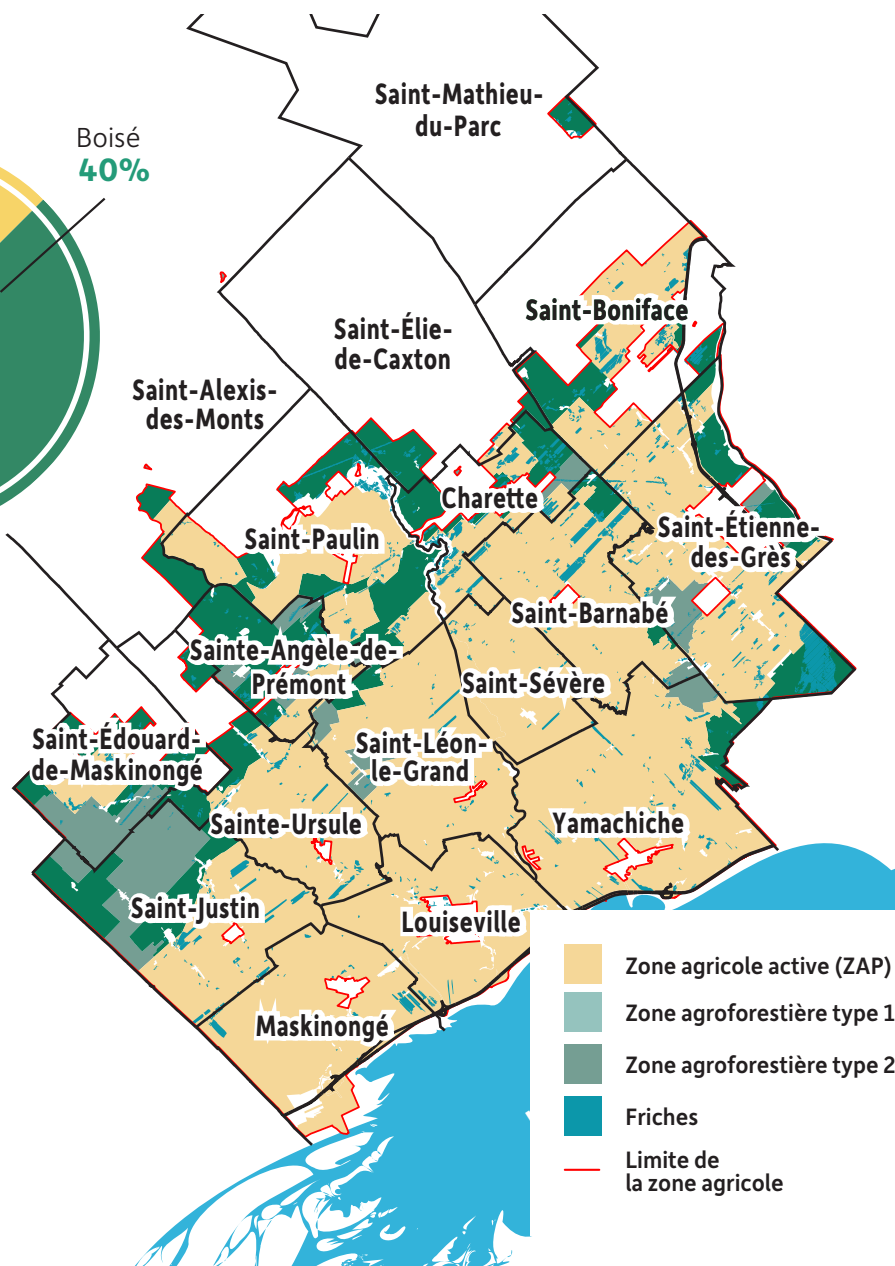 Saint-Mathieu-
du-Parc
Boisé
40%
Saint-Boniface
Saint-Élie-
de-Caxton
Saint-Alexis-
des-Monts
Charette
Saint-Paulin
Saint-Étienne-
des-Grès
Saint-Barnabé
Sainte-Angèle-de-
Prémont
Saint-Sévère
Saint-Édouard-
de-Maskinongé
Saint-Léon-
le-Grand
Sainte-Ursule
Yamachiche
Saint-Justin
Louiseville
Maskinongé
Zone agricole active (ZAP)
Zone agroforestière type 1
Zone agroforestière type 2
Friches
Limite de
la zone agricole